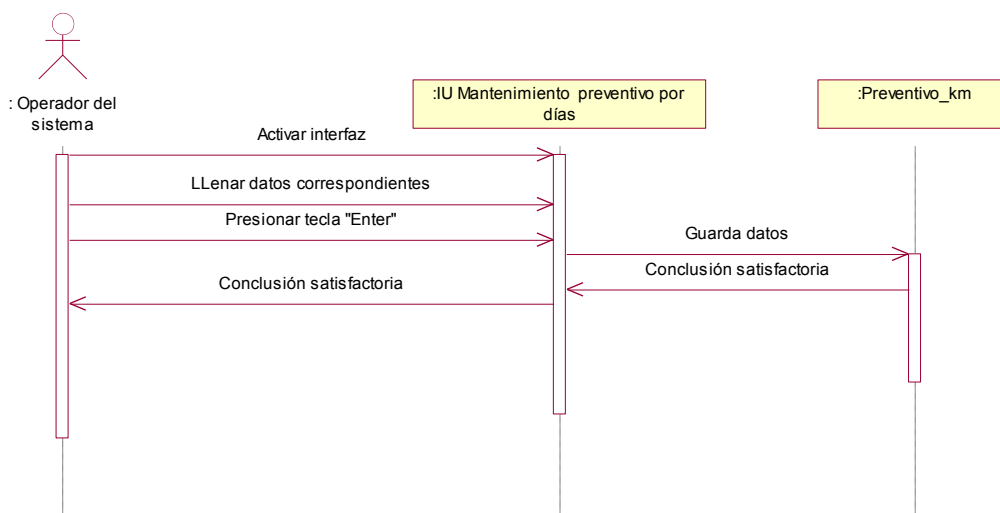 : Operador del
sistema
:IU Mantenimiento preventivo por
días
:Preventivo_km
Activar interfaz
LLenar datos correspondientes
Presionar tecla "Enter"
Guarda datos
Conclusión satisfactoria
Conclusión satisfactoria